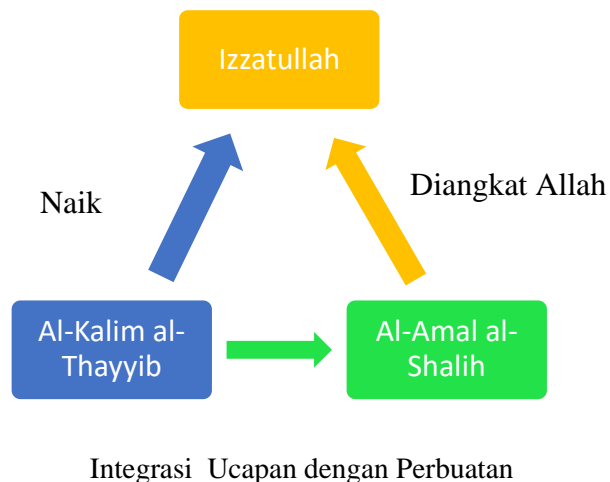 Izzatullah
Naik
Diangkat Allah
Al-Kalim al-
Thayyib
Al-Amal al-
Shalih
Integrasi  Ucapan dengan Perbuatan